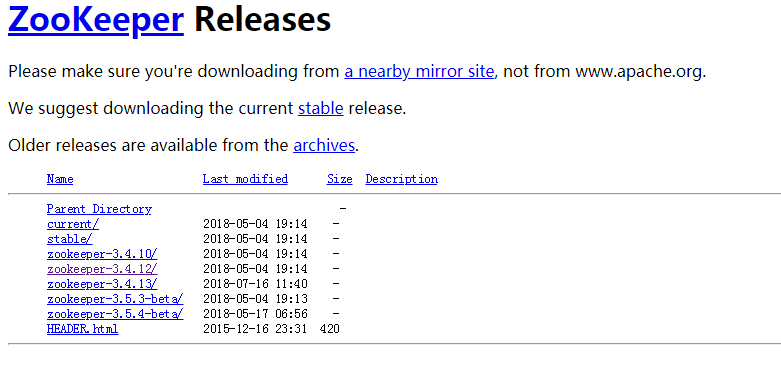 ZooKeeper Releases
Please make sure you're downloading from a nearby mirror site, not from www.apache.org.
We suggest downloading the current stable release.
Older releases are available from the archives.
Name Last modified Size Description
Parent Directory -
current/ 2018-05-04 19:14 -
stable/ 2018-05-04 19:14 -
zookeeper-3.4.10/ 2018-05-04 19:14 -
zookeeper-3.4.12/ 2018-05-04 19:14 -
zookeeper-3.4.13/ 2018-07-16 11:40 -
zookeeper-3.5.3-beta/ 2018-05-04 19:13 -
zookeeper-3.5.4-beta/ 2018-05-17 06:56 -
HEADER.html 2015-12-16 23:31 420